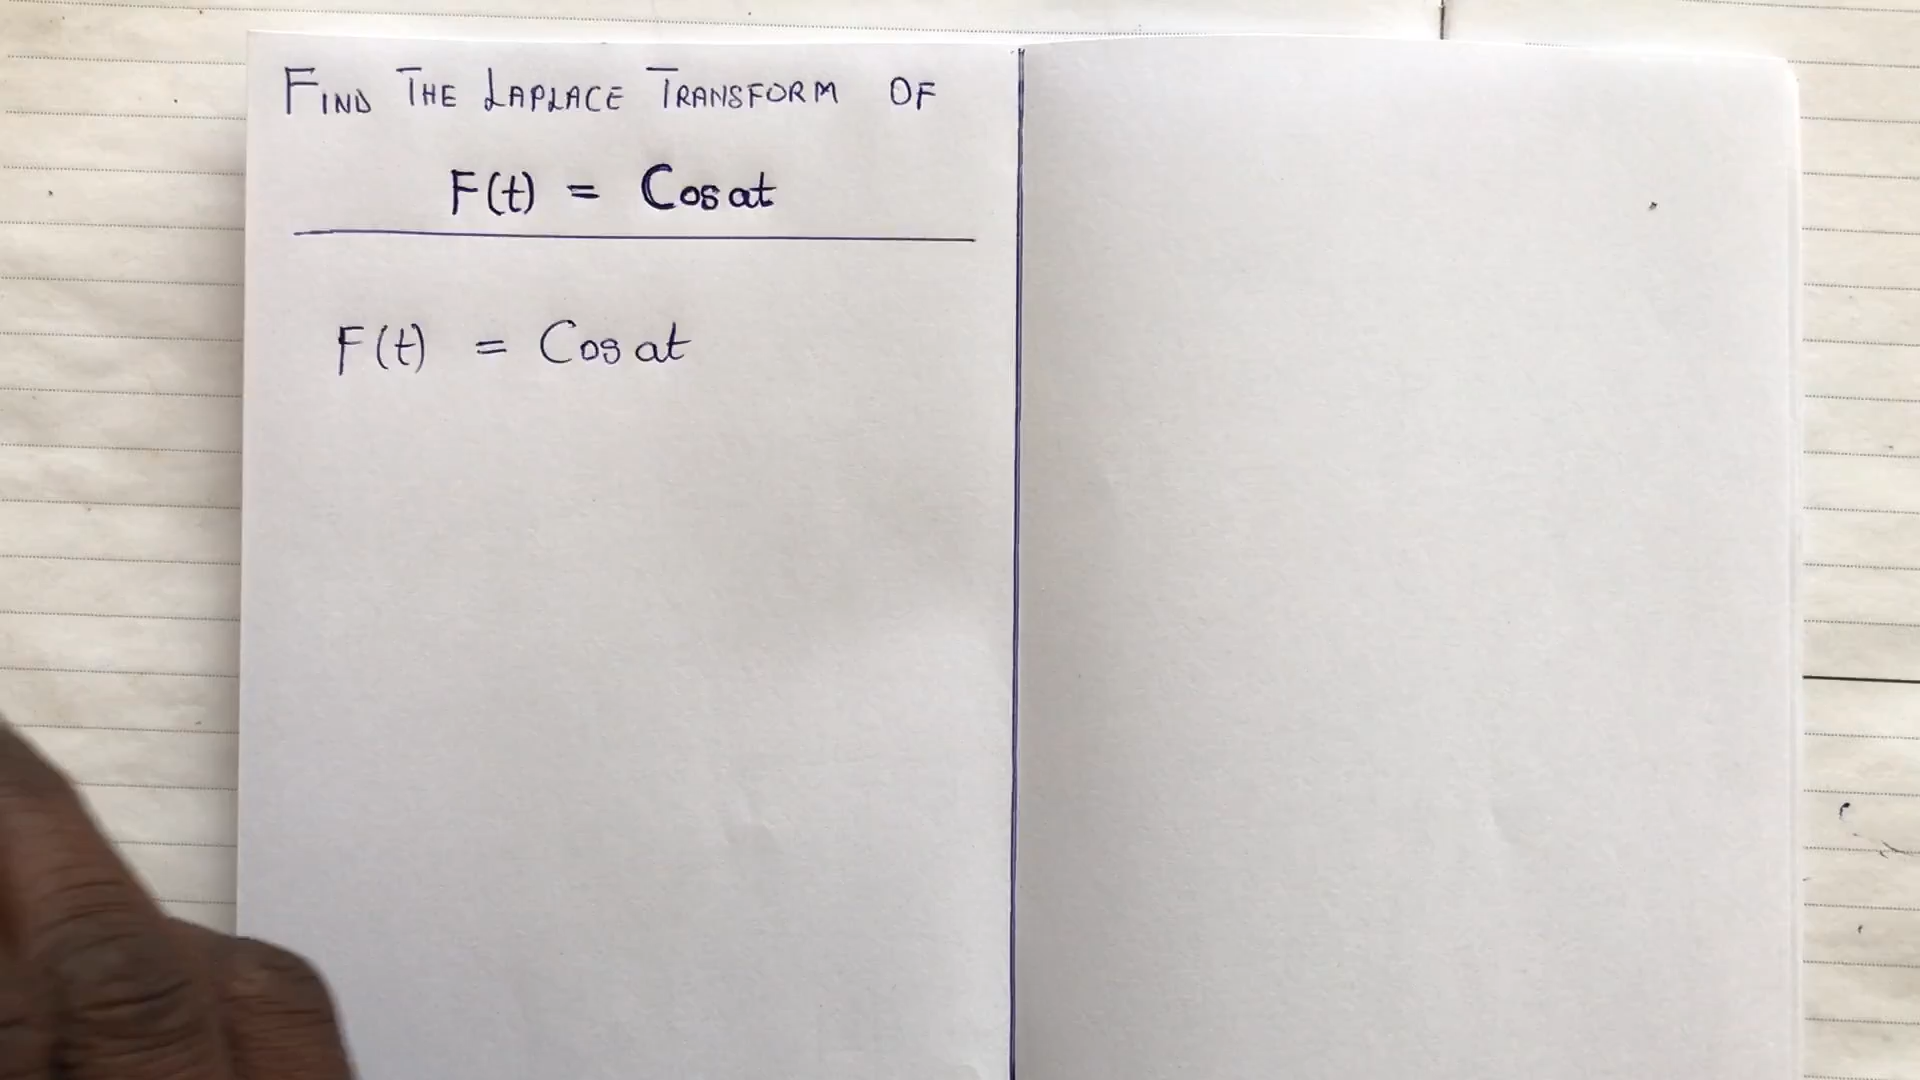 FIND THE LAPLACE TRANSFORM OF
F(t) = Cos at
F(t) = Cos at